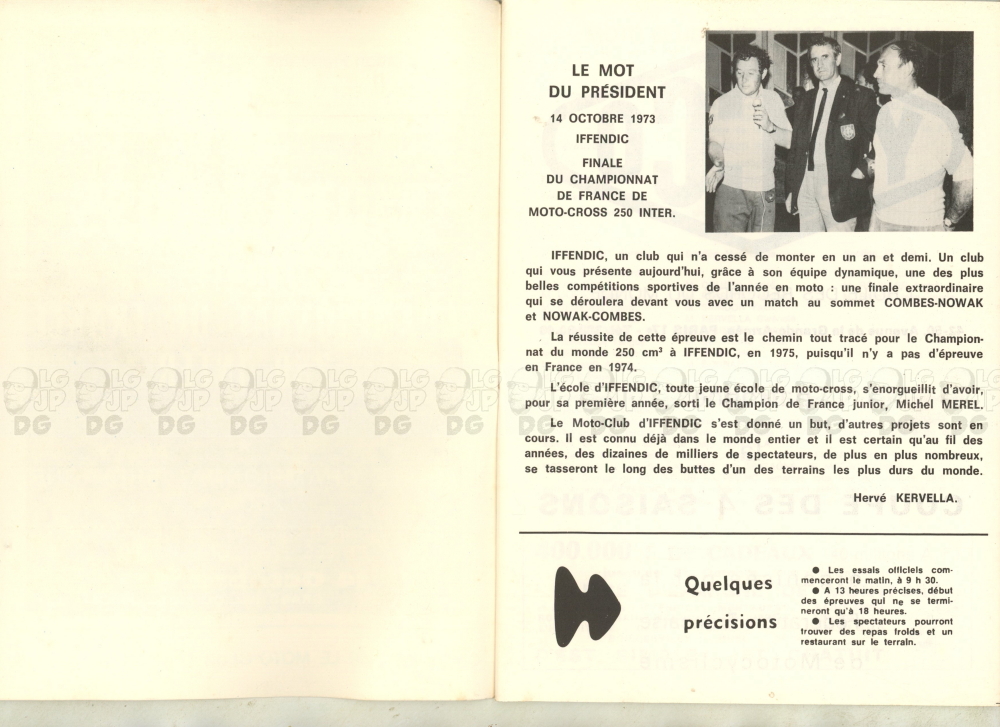 LE MOT
DU PRÉSIDENT
14 OCTOBRE 1973
IFFENDIC
FINALE
DU CHAMPIONNAT
DE FRANCE DE
MOTO-CROSS 250 INTER.
IFFENDIC, un club qui n'a cessé de monter en un an et demi. Un club
qui vous présente aujourd'hui, grâce à son équipe dynamique, une des plus
belles compétitions sportives de l'année en moto : une finale extraordinaire
qui se déroulera devant vous avec un match au sommet COMBES-NOWAK
et NOWAK-COMBES.
La réussite de cette épreuve est le chemin tout tracé pour le Champion-
nat du monde 250 cm³ à IFFENDIC, en 1975, puisqu'il n'y a pas d'épreuve
en France en 1974.
L'école d'IFFENDIC, toute jeune école de moto-cross, s'enorgueillit d'avoir,
pour sa première année, sorti le Champion de France junior, Michel MEREL.
Le Moto-Club d'IFFENDIC s'est donné un but, d'autres projets sont en
cours. Il est connu déjà dans le monde entier et il est certain qu'au fil des
années, des dizaines de milliers de spectateurs, de plus en plus nombreux,
se tasseront le long des buttes d'un des terrains les plus durs du monde.
Hervé KERVELLA.
Quelques
précisions
● Les essais officiels com-
menceront le matin, à 9 h 30.
● A 13 heures précises, début
des épreuves qui ne se termi-
neront qu'à 18 heures.
● Les spectateurs pourront
trouver des repas froids et un
restaurant sur le terrain.
LG JP DG